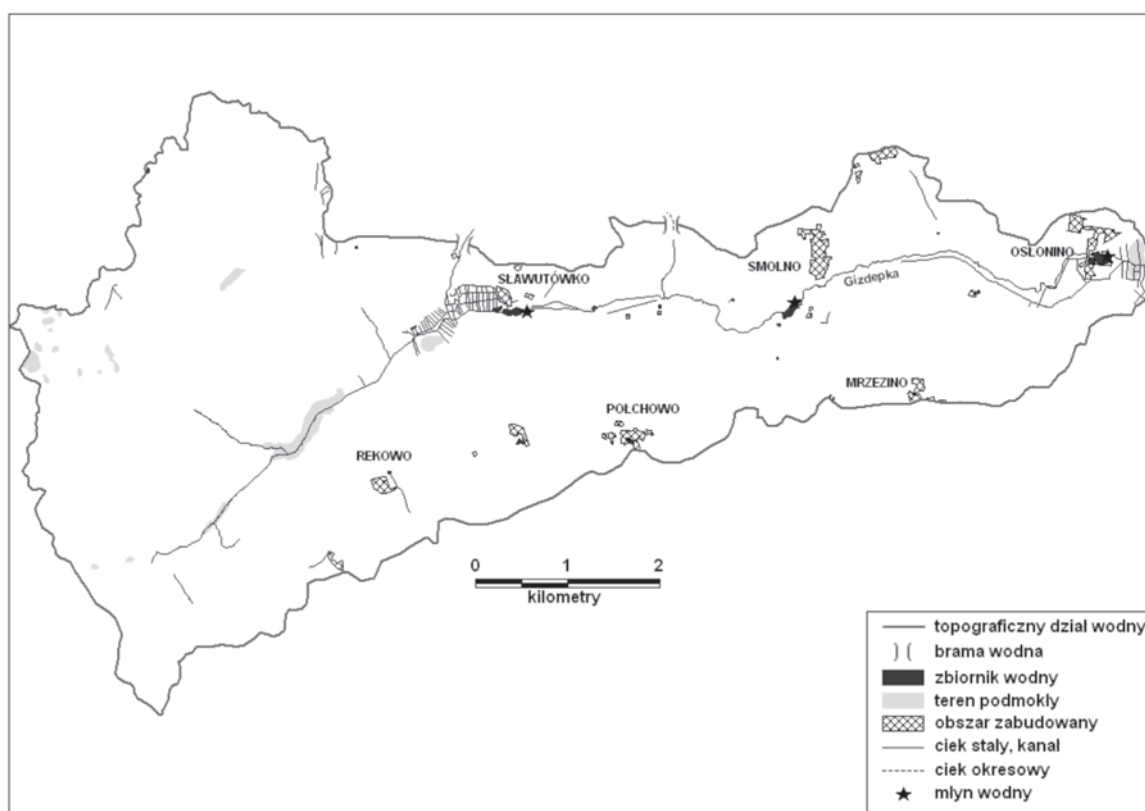 OSŁONINO
SMOLNO
SŁAWUTÓWKO
Gizdepka
MRZEZINO
POŁCHOWO
REKOWO
0 1 2
kilometry
topograficzny dział wodny
brama wodna
zbiornik wodny
teren podmokły
obszar zabudowany
ciek stały, kanał
ciek okresowy
młyn wodny